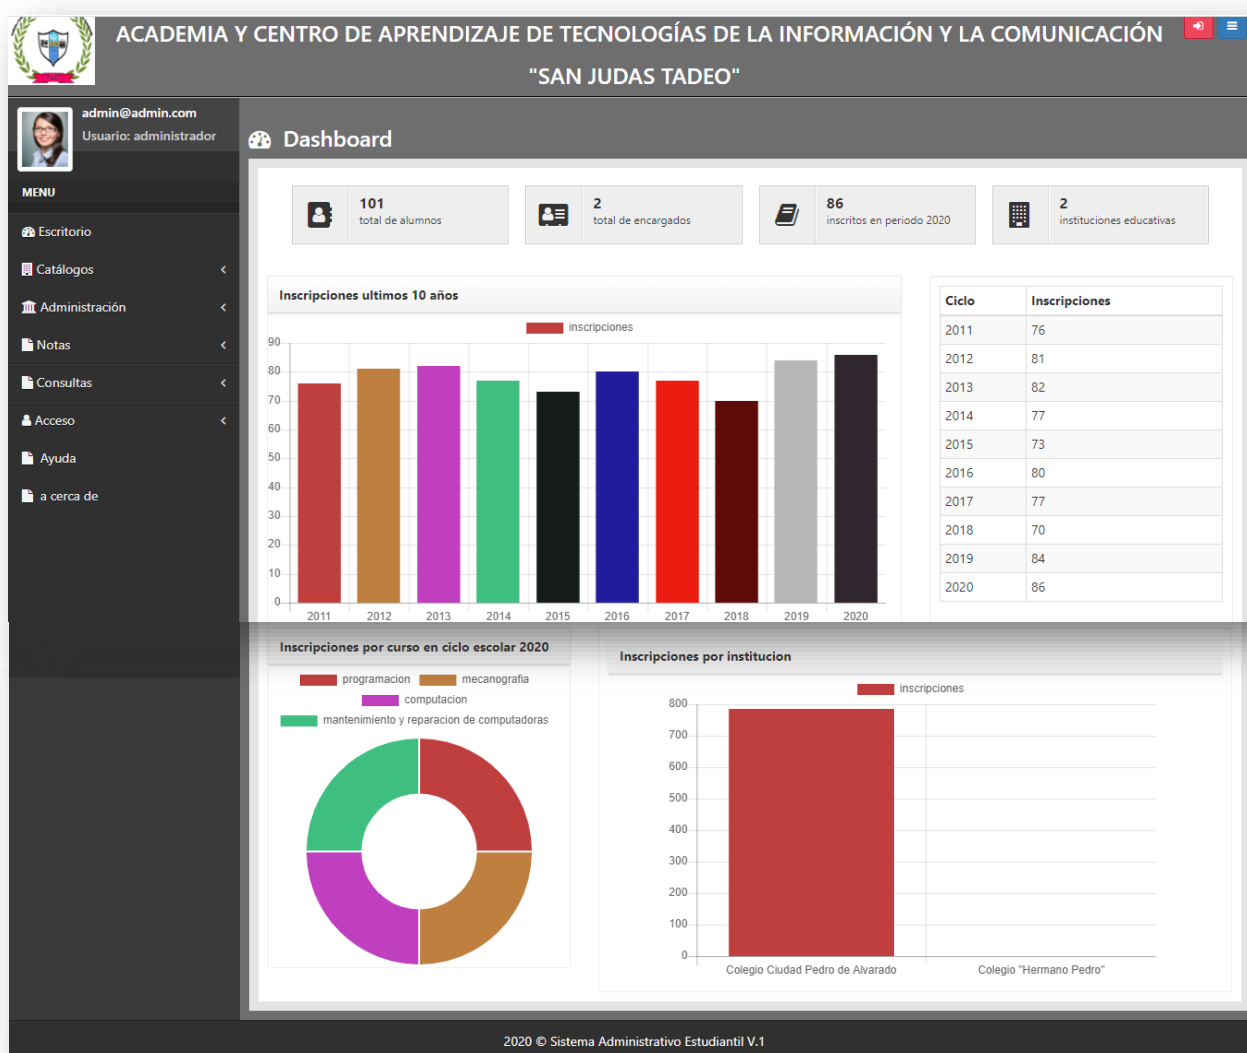 ACADEMIA Y CENTRO DE APRENDIZAJE DE TECNOLOGÍAS DE LA INFORMACIÓN Y LA COMUNICACIÓN
"SAN JUDAS TADEO"
admin@admin.com
Usuario: administrador
MENU
Escritorio
Catálogos
Administración
Notas
Consultas
Acceso
Ayuda
a cerca de
Dashboard
101
total de alumnos
2
total de encargados
86
inscritos en periodo 2020
2
instituciones educativas
Inscripciones ultimos 10 años
inscripciones
90
80
70
60
50
40
30
20
10
0
2011 2012 2013 2014 2015 2016 2017 2018 2019 2020
Ciclo Inscripciones
2011 76
2012 81
2013 82
2014 77
2015 73
2016 80
2017 77
2018 70
2019 84
2020 86
Inscripciones por curso en ciclo escolar 2020
programacion mecanografia
computacion
mantenimiento y reparacion de computadoras
Inscripciones por institucion
inscripciones
800
700
600
500
400
300
200
100
0
Colegio Ciudad Pedro de Alvarado Colegio "Hermano Pedro"
2020 © Sistema Administrativo Estudiantil V.1